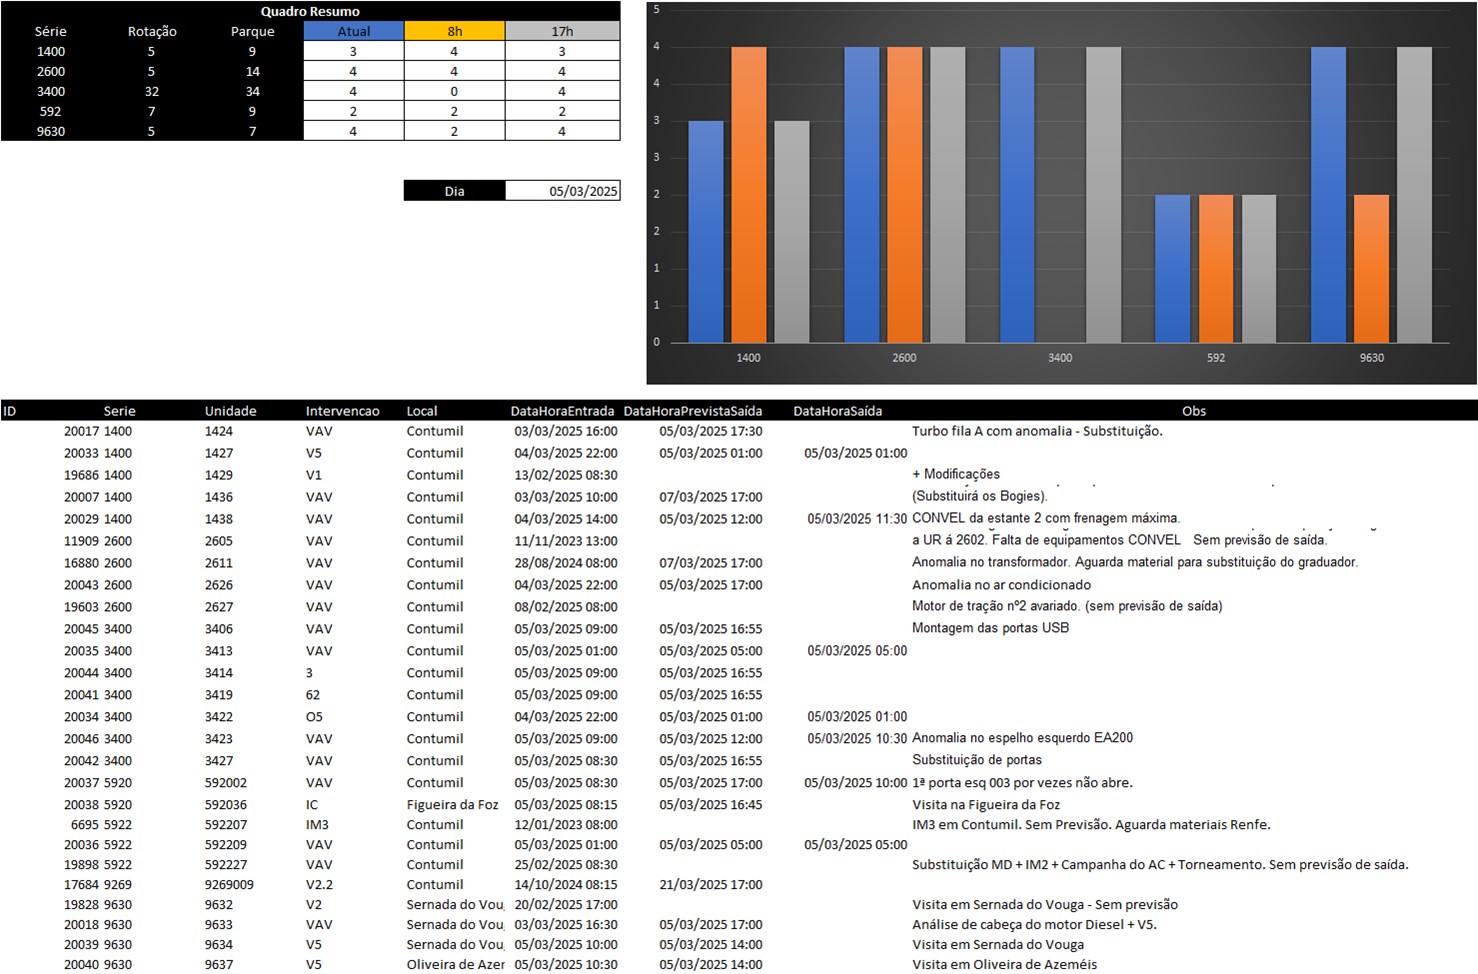 Quadro Resumo
Série Rotação Parque Atual 8h 17h
1400 5 9 3 4 3
2600 5 14 4 4 4
3400 32 34 4 0 4
592 7 9 2 2 2
9630 5 7 4 2 4
Dia 05/03/2025
5
4
4
3
3
2
2
1
1
0
1400 2600 3400 592 9630
ID Serie Unidade Intervencao Local DataHoraEntrada DataHoraPrevistaSaída DataHoraSaída Obs
20017 1400 1424 VAV Contumil 03/03/2025 16:00 05/03/2025 17:30 Turbo fila A com anomalia - Substituição.
20033 1400 1427 V5 Contumil 04/03/2025 22:00 05/03/2025 01:00 05/03/2025 01:00
19686 1400 1429 V1 Contumil 13/02/2025 08:30 + Modificações
20007 1400 1436 VAV Contumil 03/03/2025 10:00 07/03/2025 17:00 (Substituirá os Bogies).
20029 1400 1438 VAV Contumil 04/03/2025 14:00 05/03/2025 12:00 05/03/2025 11:30 CONVEL da estante 2 com frenagem máxima.
11909 2600 2605 VAV Contumil 11/11/2023 13:00 a UR á 2602. Falta de equipamentos CONVEL Sem previsão de saída.
16880 2600 2611 VAV Contumil 28/08/2024 08:00 07/03/2025 17:00 Anomalia no transformador. Aguarda material para substituição do graduador.
20043 2600 2626 VAV Contumil 04/03/2025 22:00 05/03/2025 17:00 Anomalia no ar condicionado
19603 2600 2627 VAV Contumil 08/02/2025 08:00 Motor de tração nº2 avariado. (sem previsão de saída)
20045 3400 3406 VAV Contumil 05/03/2025 09:00 05/03/2025 16:55 Montagem das portas USB
20035 3400 3413 VAV Contumil 05/03/2025 01:00 05/03/2025 05:00 05/03/2025 05:00
20044 3400 3414 3 Contumil 05/03/2025 09:00 05/03/2025 16:55
20041 3400 3419 62 Contumil 05/03/2025 09:00 05/03/2025 16:55
20034 3400 3422 O5 Contumil 04/03/2025 22:00 05/03/2025 01:00 05/03/2025 01:00
20046 3400 3423 VAV Contumil 05/03/2025 09:00 05/03/2025 12:00 05/03/2025 10:30 Anomalia no espelho esquerdo EA200
20042 3400 3427 VAV Contumil 05/03/2025 08:30 05/03/2025 16:55 Substituição de portas
20037 5920 592002 VAV Contumil 05/03/2025 08:30 05/03/2025 17:00 05/03/2025 10:00 1ª porta esq 003 por vezes não abre.
20038 5920 592036 IC Figueira da Foz 05/03/2025 08:15 05/03/2025 16:45 Visita na Figueira da Foz
6695 5922 592207 IM3 Contumil 12/01/2023 08:00 IM3 em Contumil. Sem Previsão. Aguarda materiais Renfe.
20036 5922 592209 VAV Contumil 05/03/2025 01:00 05/03/2025 05:00 05/03/2025 05:00
19898 5922 592227 VAV Contumil 25/02/2025 08:30 Substituição MD + IM2 + Campanha do AC + Torneamento. Sem previsão de saída.
17684 9269 9269009 V2.2 Contumil 14/10/2024 08:15 21/03/2025 17:00
19828 9630 9632 V2 Sernada do Vou 20/02/2025 17:00 Visita em Sernada do Vouga - Sem previsão
20018 9630 9633 VAV Sernada do Vou 03/03/2025 16:30 05/03/2025 17:00 Análise de cabeça do motor Diesel + V5.
20039 9630 9634 V5 Sernada do Vou 05/03/2025 10:00 05/03/2025 14:00 Visita em Sernada do Vouga
20040 9630 9637 V5 Oliveira de Azer 05/03/2025 10:30 05/03/2025 14:00 Visita em Oliveira de Azeméis